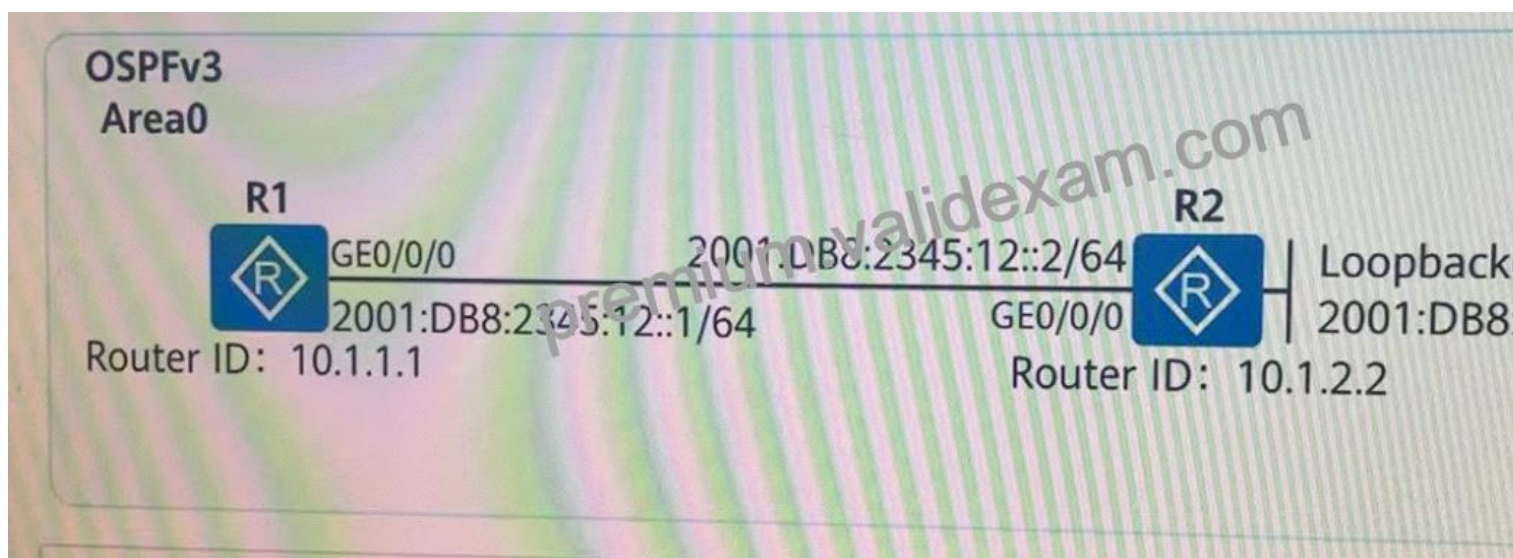 OSPFv3
Area0
R1
R2
GE0/0/0
2001:DB8:2345:12::2/64
Loopback
2001:DB8:2345:12::1/64
GE0/0/0
2001:DB8:
Router ID: 10.1.1.1
Router ID: 10.1.2.2
premium.validexam.com